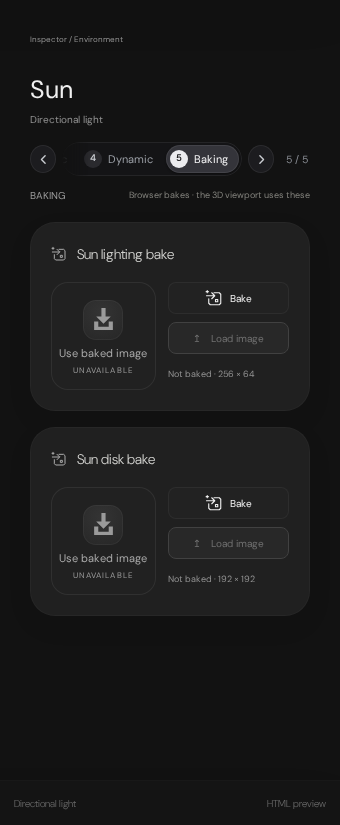 Inspector / Environment
Sun
Directional light
4 Dynamic 5 Baking 5 / 5
BAKING Browser bakes · the 3D viewport uses these
Sun lighting bake
Bake
Load image
Use baked image
UNAVAILABLE
Not baked · 256 × 64
Sun disk bake
Bake
Load image
Use baked image
UNAVAILABLE
Not baked · 192 × 192
Directional light HTML preview